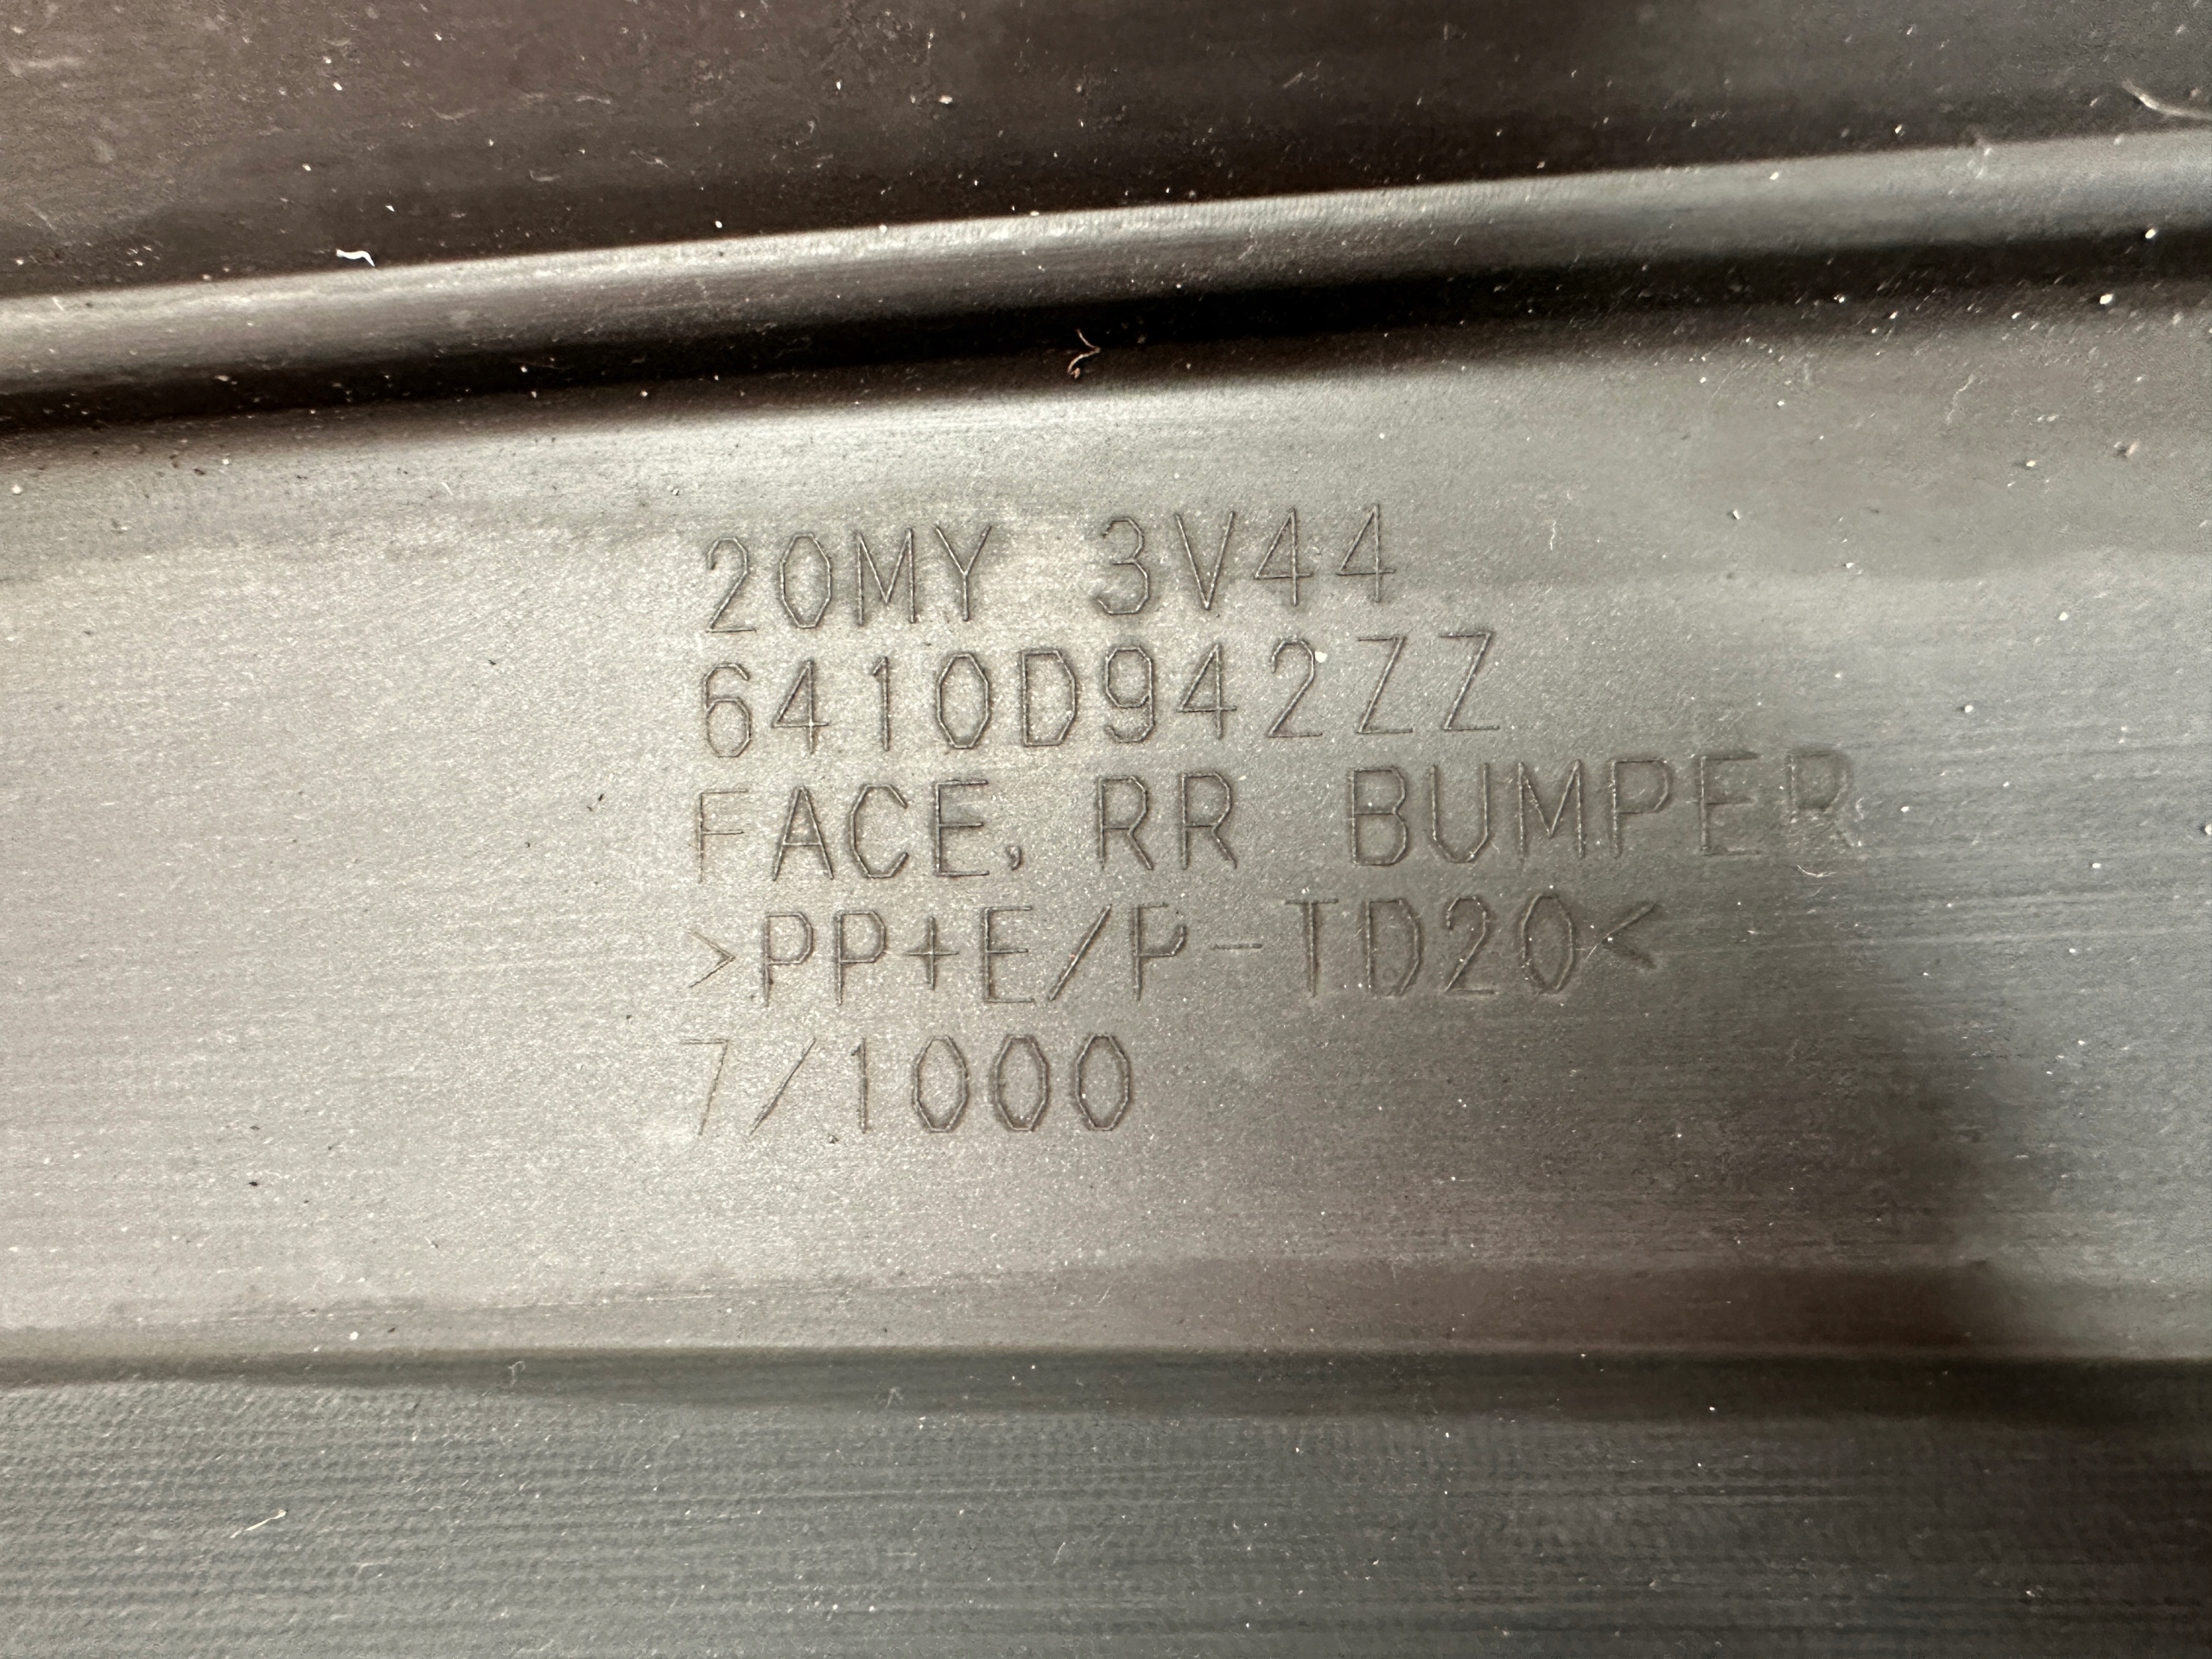 20MY 3V44
6410D942ZZ
FACE, RR BUMPER
>PP+E/P-TD20<
7/1000